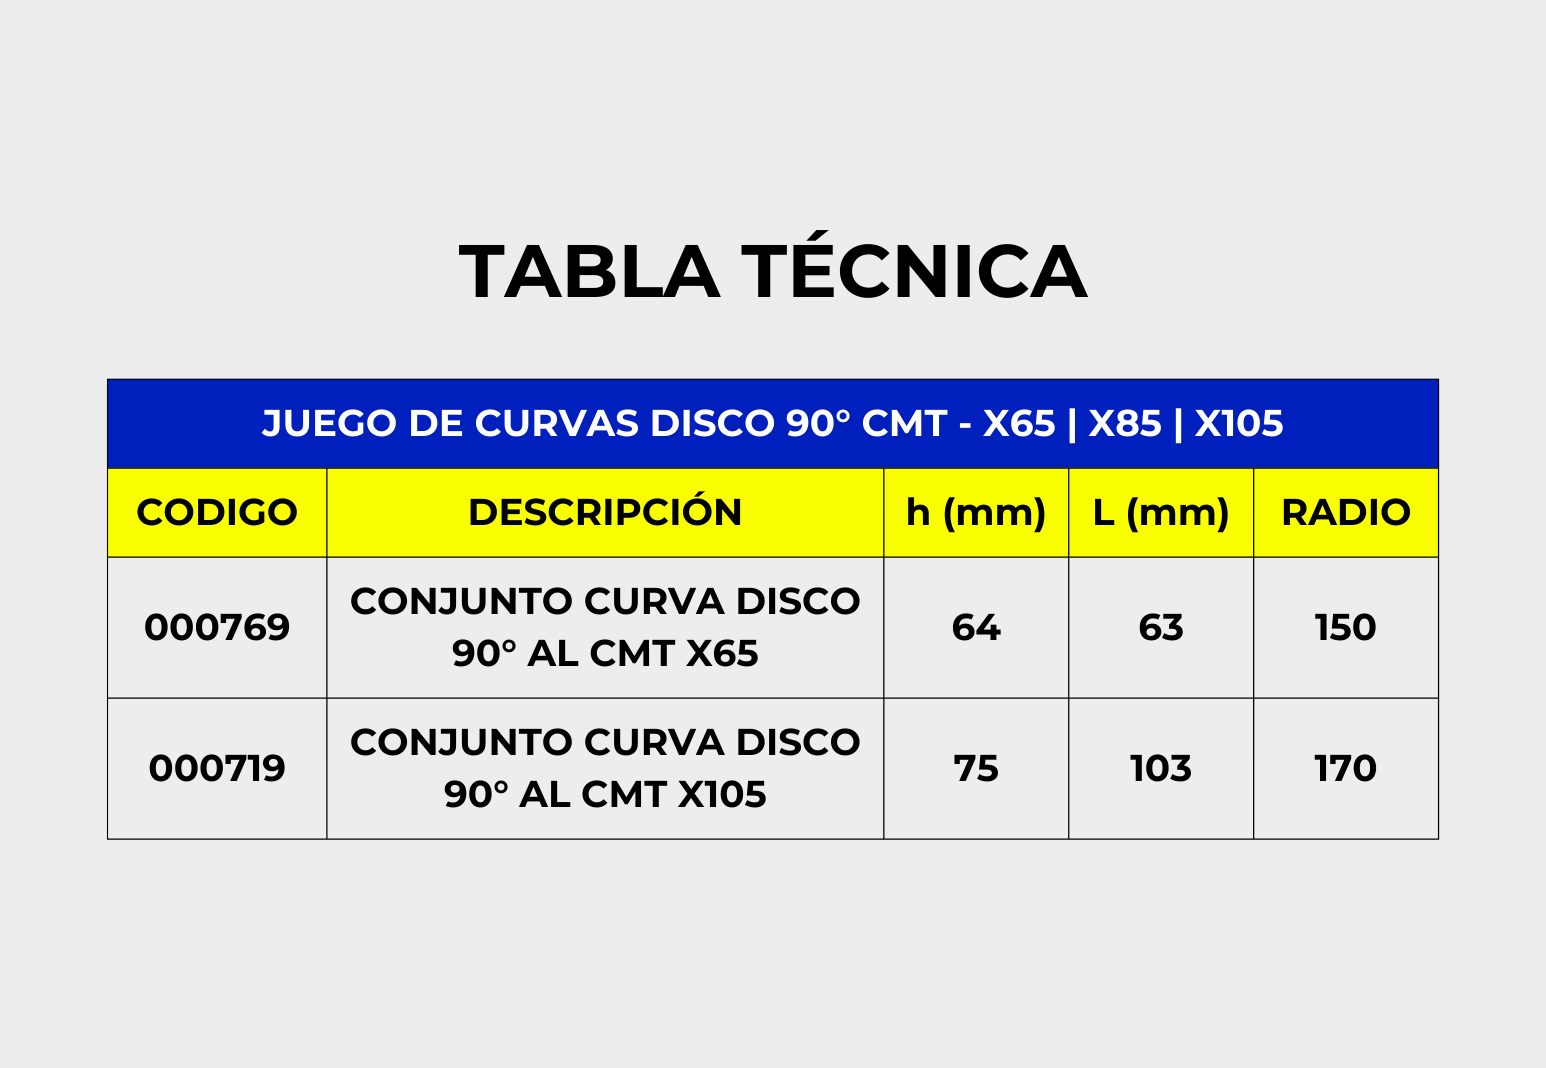 TABLA TÉCNICA
JUEGO DE CURVAS DISCO 90° CMT - X65 | X85 | X105
CODIGO DESCRIPCIÓN h (mm) L (mm) RADIO
000769 CONJUNTO CURVA DISCO 64 63 150
90° AL CMT X65
000719 CONJUNTO CURVA DISCO 75 103 170
90° AL CMT X105